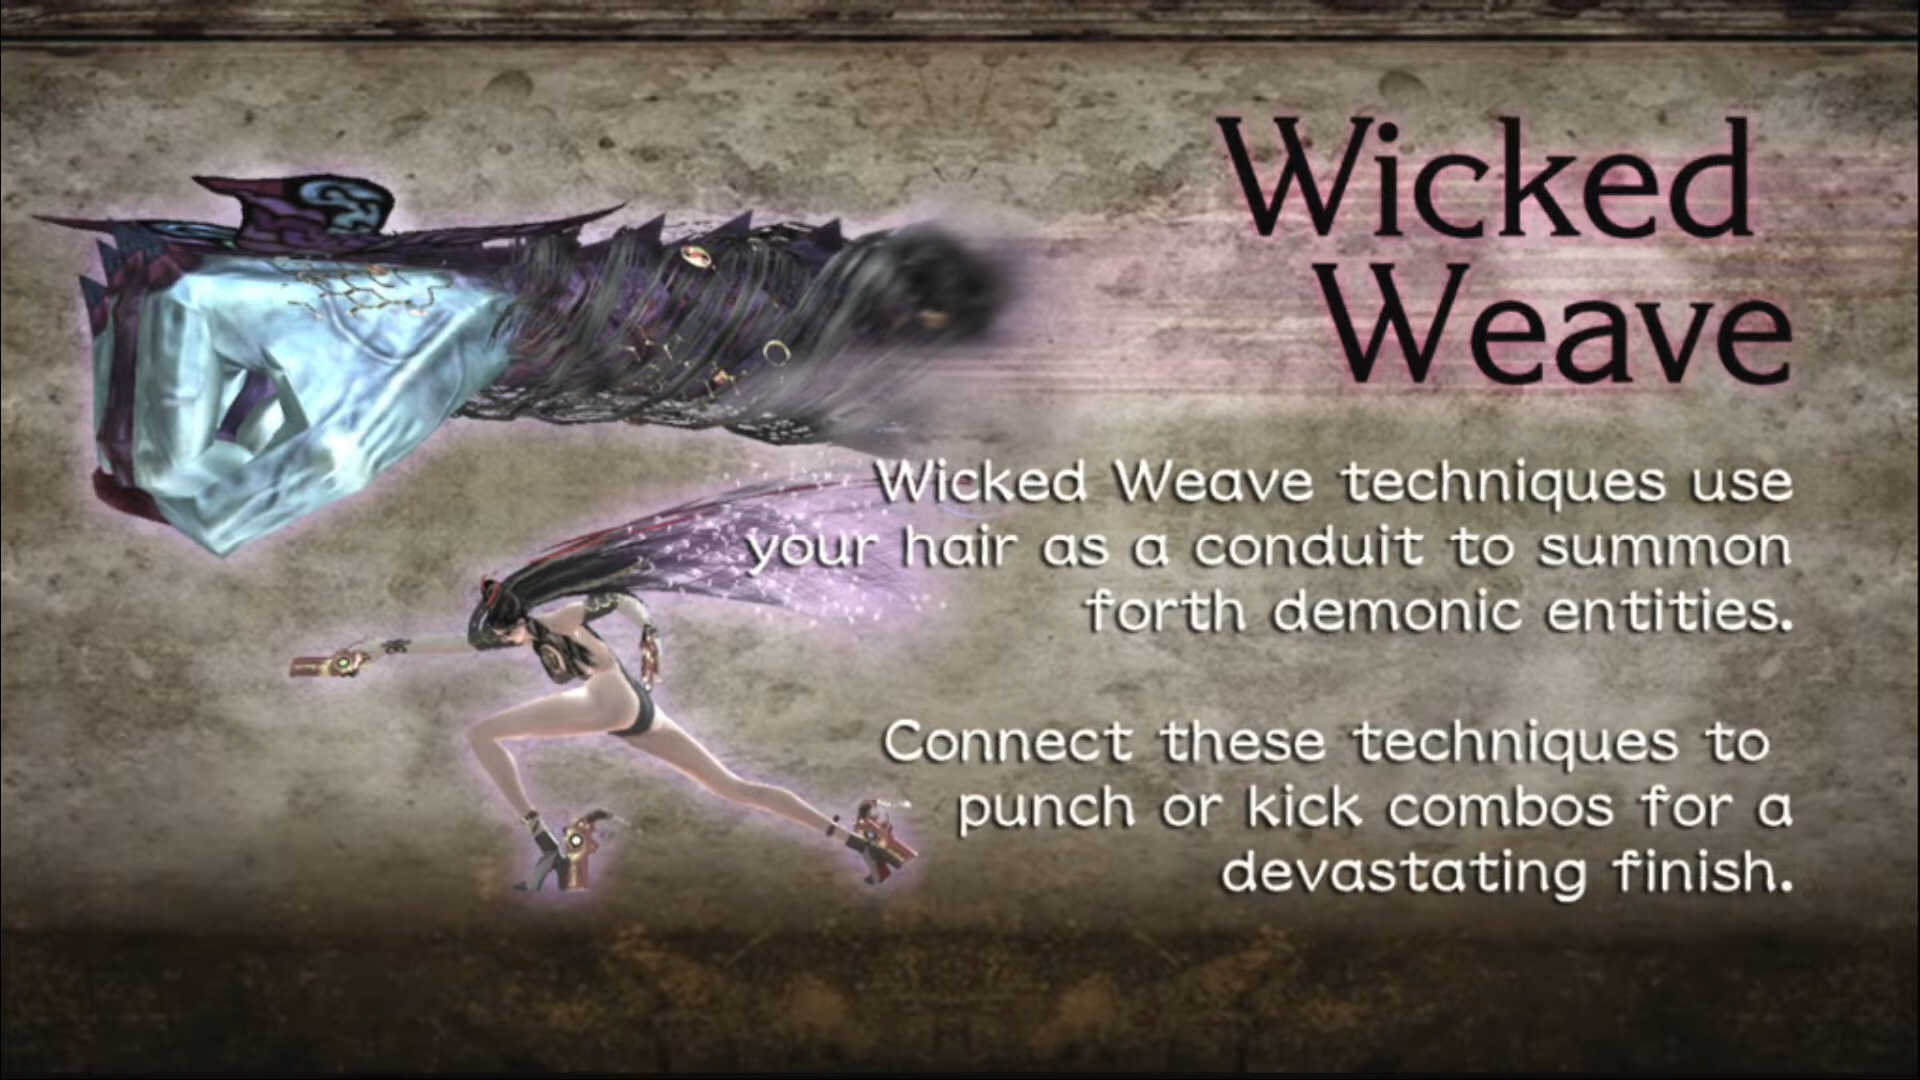 Wicked
Weave
Wicked Weave techniques use
your hair as a conduit to summon
forth demonic entities.
Connect these techniques to
punch or kick combos for a
devastating finish.